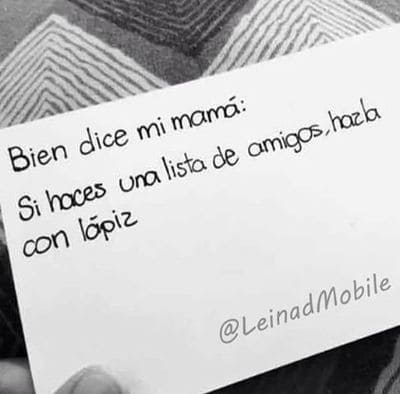 Bien dice mi mamá:
Si haces una lista de amigos, hazla
con lápiz
@LeinadMobile